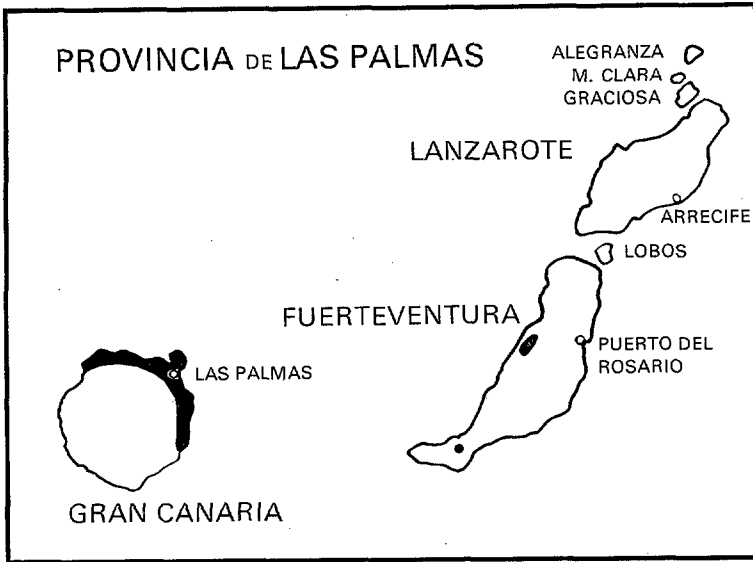 PROVINCIA DE LAS PALMAS
ALEGRANZA
M. CLARA
GRACIOSA
LANZAROTE
ARRECIFE
LOBOS
FUERTEVENTURA
PUERTO DEL
ROSARIO
LAS PALMAS
GRAN CANARIA